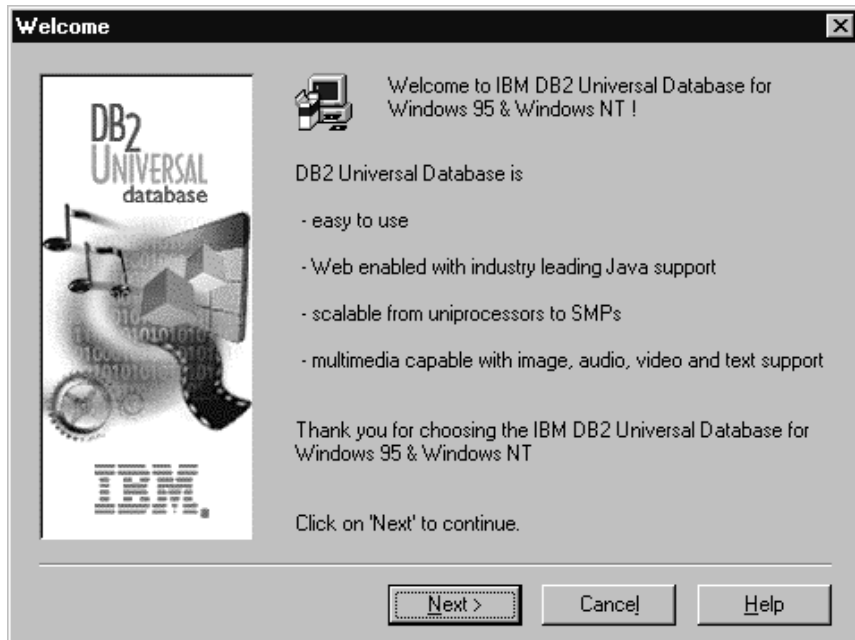 Welcome
DB2
UNIVERSAL
database
IBM.
Welcome to IBM DB2 Universal Database for
Windows 95 & Windows NT !
DB2 Universal Database is
- easy to use
- Web enabled with industry leading Java support
- scalable from uniprocessors to SMPs
- multimedia capable with image, audio, video and text support
Thank you for choosing the IBM DB2 Universal Database for
Windows 95 & Windows NT
Click on 'Next' to continue.
Next >
Cancel
Help